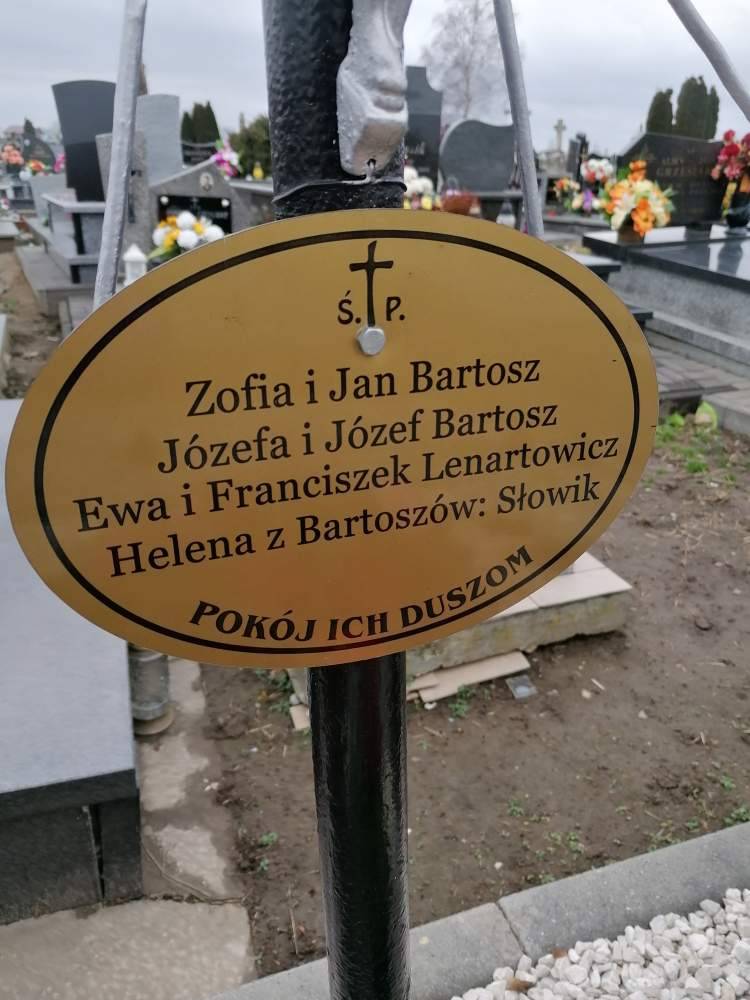 Ś. P.
Zofia i Jan Bartosz
Józefa i Józef Bartosz
Ewa i Franciszek Lenartowicz
Helena z Bartoszów: Słowik
POKÓJ ICH DUSZOM